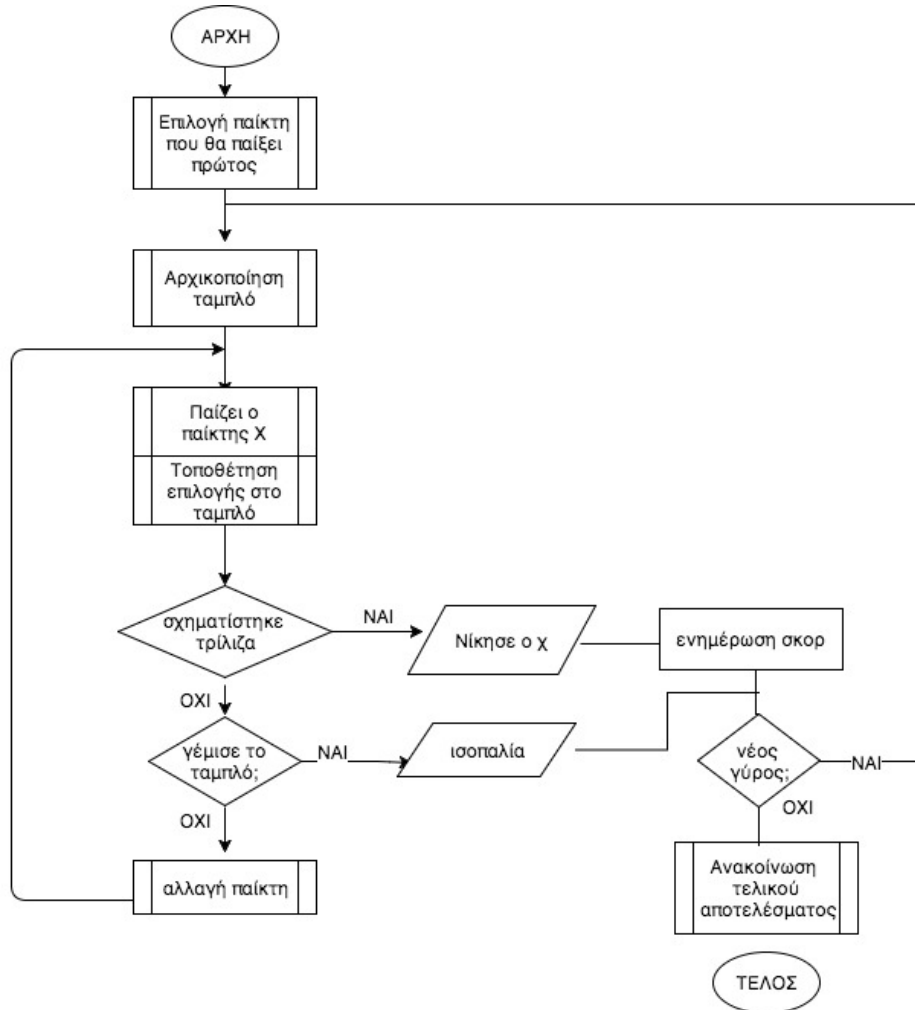 ΑΡΧΗ
Επιλογή παίκτη
που θα παίξει
πρώτος
Αρχικοποίηση
ταμπλό
Παίζει ο
παίκτης Χ
Τοποθέτηση
επιλογής στο
ταμπλό
σχηματίστηκε
τρίλιζα
ΝΑΙ
Νίκησε ο χ
ενημέρωση σκορ
ΟΧΙ
γέμισε το
ταμπλό;
ΝΑΙ
ισοπαλία
νέος
γύρος;
ΝΑΙ
ΟΧΙ
ΟΧΙ
αλλαγή παίκτη
Ανακοίνωση
τελικού
αποτελέσματος
ΤΕΛΟΣ